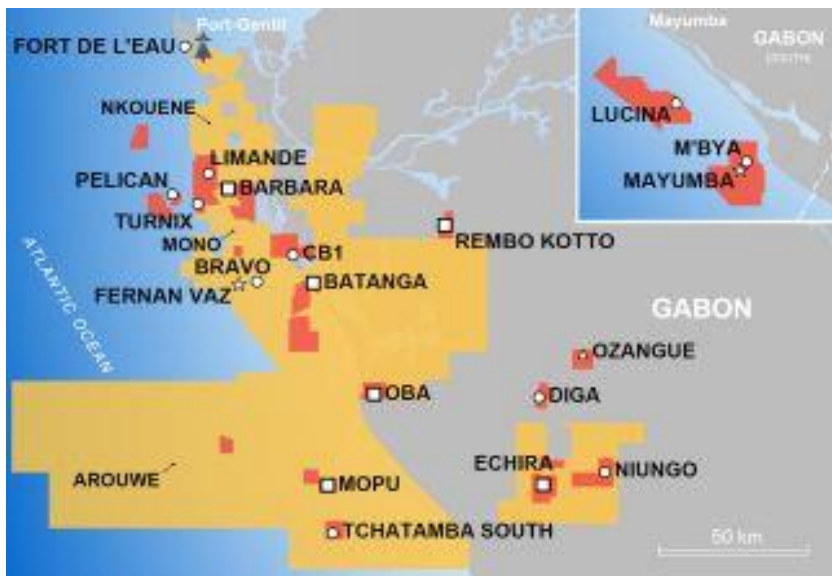 Port-Gentil
FORT DE L'EAU
NKOUENE
LIMANDE
PELICAN
BARBARA
TURNIX
MONO
CB1
BRAVO
BATANGA
FERNAN VAZ
REMBO KOTTO
ATLANTIC OCEAN
GABON
OZANGUE
OBA
DIGA
AROUWE
MOPU
ECHIRA
NIUNGO
TCHATAMBA SOUTH
50 km
Mayumba
GABON
LUCINA
M'BYA
MAYUMBA